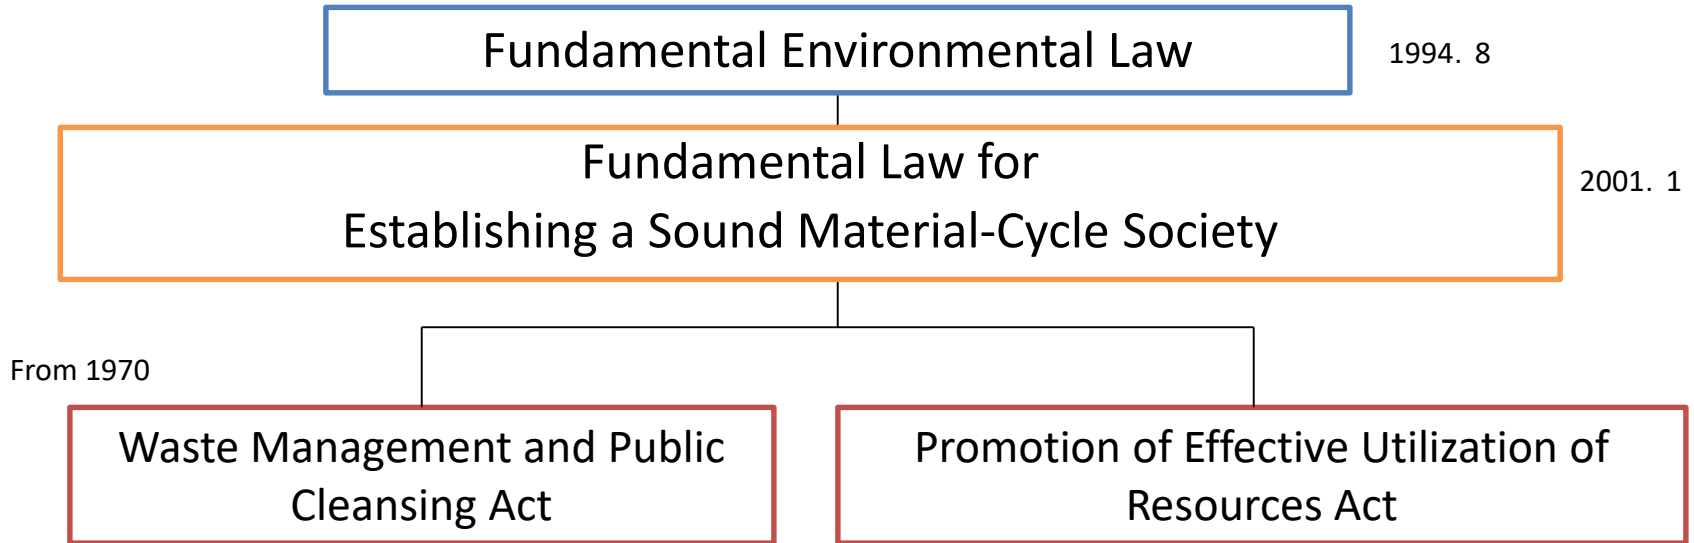 Fundamental Environmental Law
1994. 8
Fundamental Law for
Establishing a Sound Material-Cycle Society
2001. 1
From 1970
Waste Management and Public
Cleansing Act
Promotion of Effective Utilization of
Resources Act